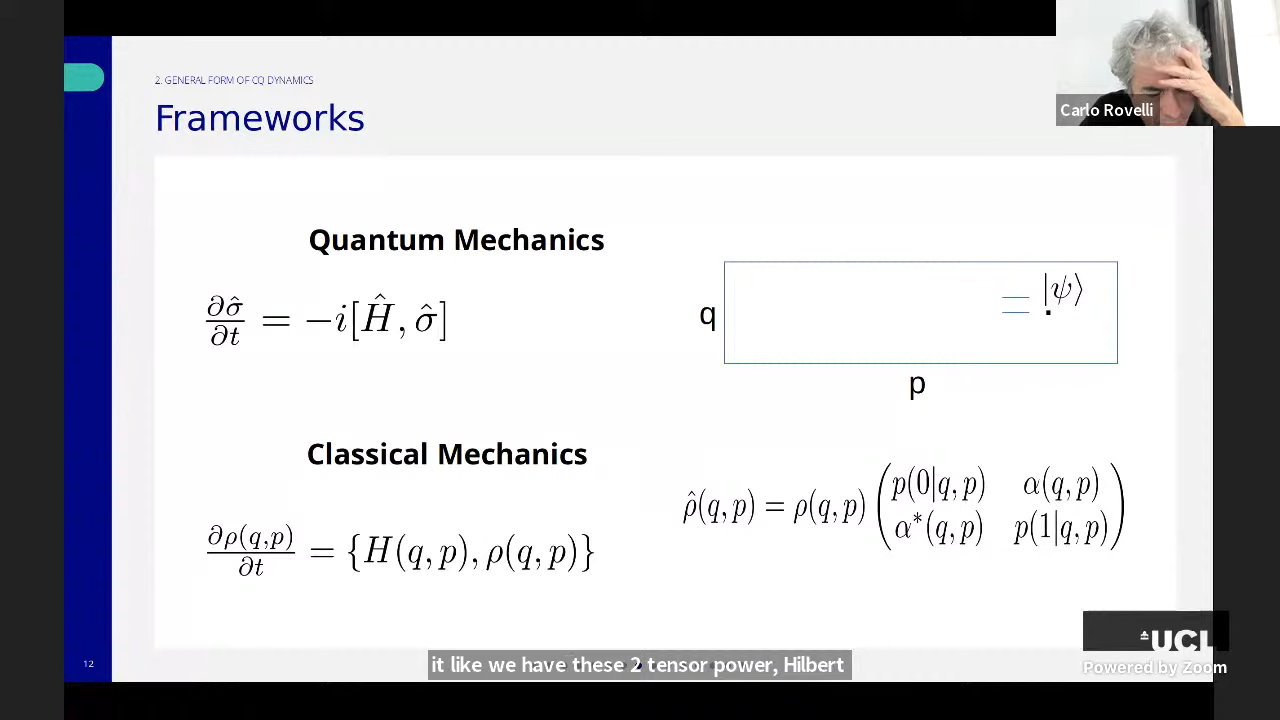 2. GENERAL FORM OF CQ DYNAMICS
Frameworks
Carlo Rovelli
Quantum Mechanics
∂σ̂/∂t = −i[Ĥ, σ̂]
q
|ψ⟩
p
Classical Mechanics
∂ρ(q,p)/∂t = {H(q, p), ρ(q, p)}
ρ̂(q, p) = ρ(q, p) ( p(0|q, p) α(q, p)
α*(q, p) p(1|q, p) )
UCL
Powered by Zoom
12
it like we have these 2 tensor power, Hilbert